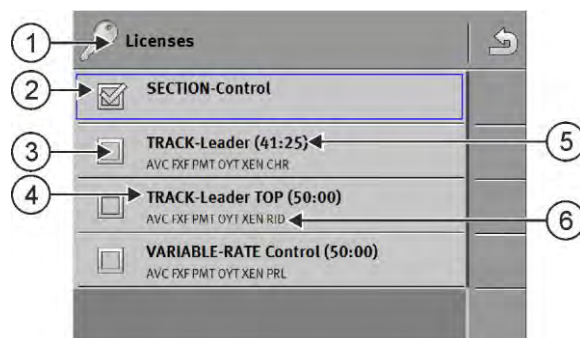 1
Licenses
2
SECTION-Control
3
TRACK-Leader (41:25)
5
AVC FXF PMT OYT XEN CHR
4
TRACK-Leader TOP (50:00)
AVC FXF PMT OYT XEN RID
6
VARIABLE-RATE Control (50:00)
AVC FXF PMT OYT XEN PRL